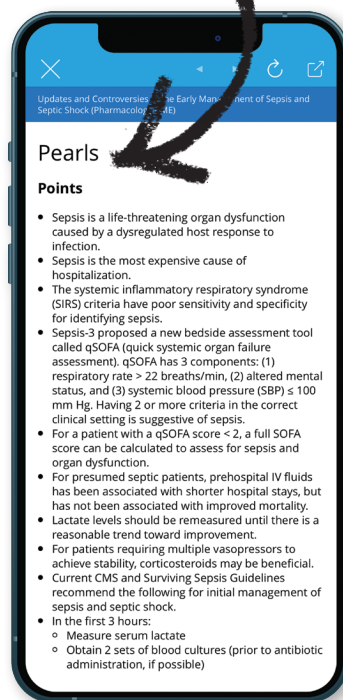 Updates and Controversies in the Early Management of Sepsis and
Septic Shock (Pharmacology CME)
Pearls
Points
• Sepsis is a life-threatening organ dysfunction
caused by a dysregulated host response to
infection.
• Sepsis is the most expensive cause of
hospitalization.
• The systemic inflammatory respiratory syndrome
(SIRS) criteria have poor sensitivity and specificity
for identifying sepsis.
• Sepsis-3 proposed a new bedside assessment tool
called qSOFA (quick systemic organ failure
assessment). qSOFA has 3 components: (1)
respiratory rate > 22 breaths/min, (2) altered mental
status, and (3) systemic blood pressure (SBP) ≤ 100
mm Hg. Having 2 or more criteria in the correct
clinical setting is suggestive of sepsis.
• For a patient with a qSOFA score < 2, a full SOFA
score can be calculated to assess for sepsis and
organ dysfunction.
• For presumed septic patients, prehospital IV fluids
has been associated with shorter hospital stays, but
has not been associated with improved mortality.
• Lactate levels should be remeasured until there is a
reasonable trend toward improvement.
• For patients requiring multiple vasopressors to
achieve stability, corticosteroids may be beneficial.
• Current CMS and Surviving Sepsis Guidelines
recommend the following for initial management of
sepsis and septic shock.
• In the first 3 hours:
◦ Measure serum lactate
◦ Obtain 2 sets of blood cultures (prior to antibiotic
administration, if possible)